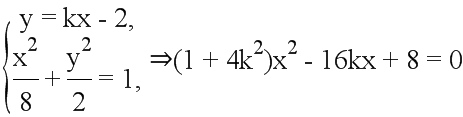 y = kx - 2,
x²/8 + y²/2 = 1, ⇒(1 + 4k²)x² - 16kx + 8 = 0